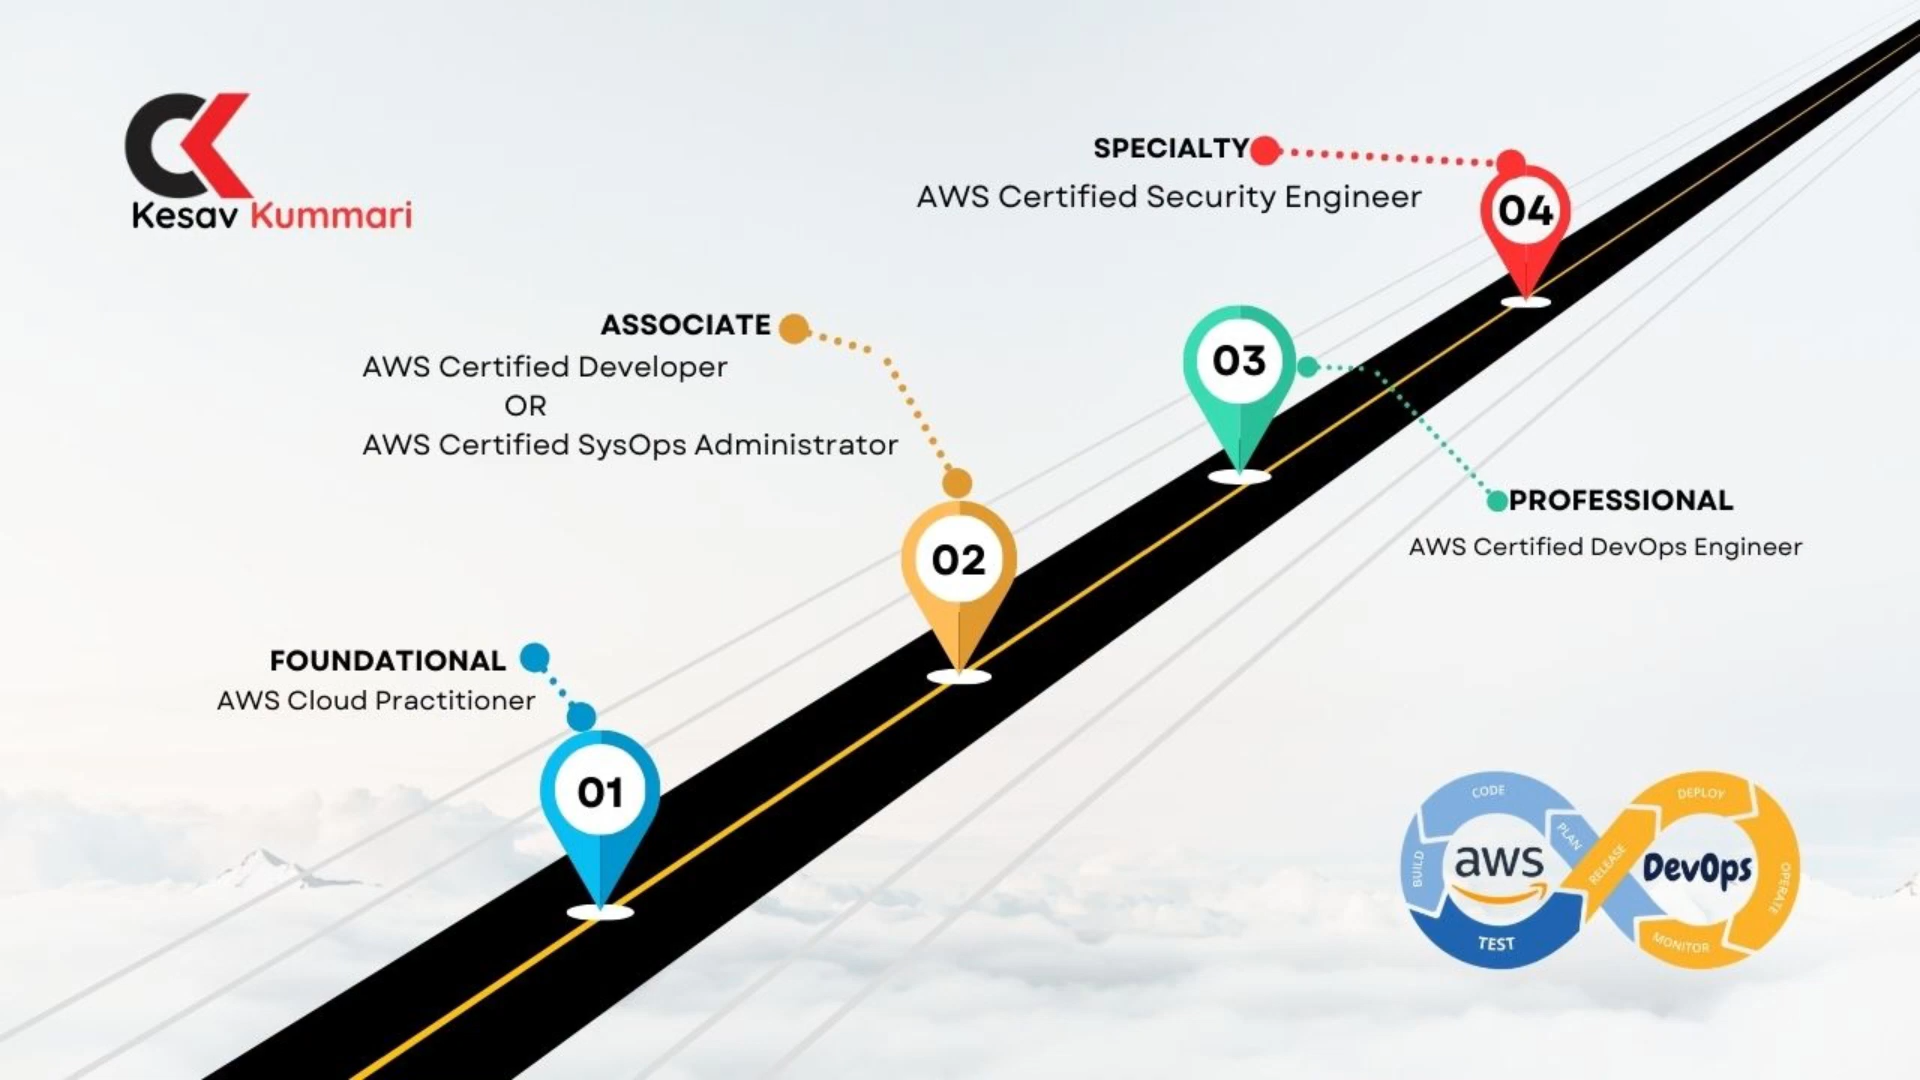 Kesav Kummari
SPECIALTY
AWS Certified Security Engineer
04
ASSOCIATE
AWS Certified Developer
OR
AWS Certified SysOps Administrator
03
PROFESSIONAL
AWS Certified DevOps Engineer
02
FOUNDATIONAL
AWS Cloud Practitioner
01
CODE
PLAN
BUILD
aws
TEST
RELEASE
DEPLOY
DevOps
OPERATE
MONITOR